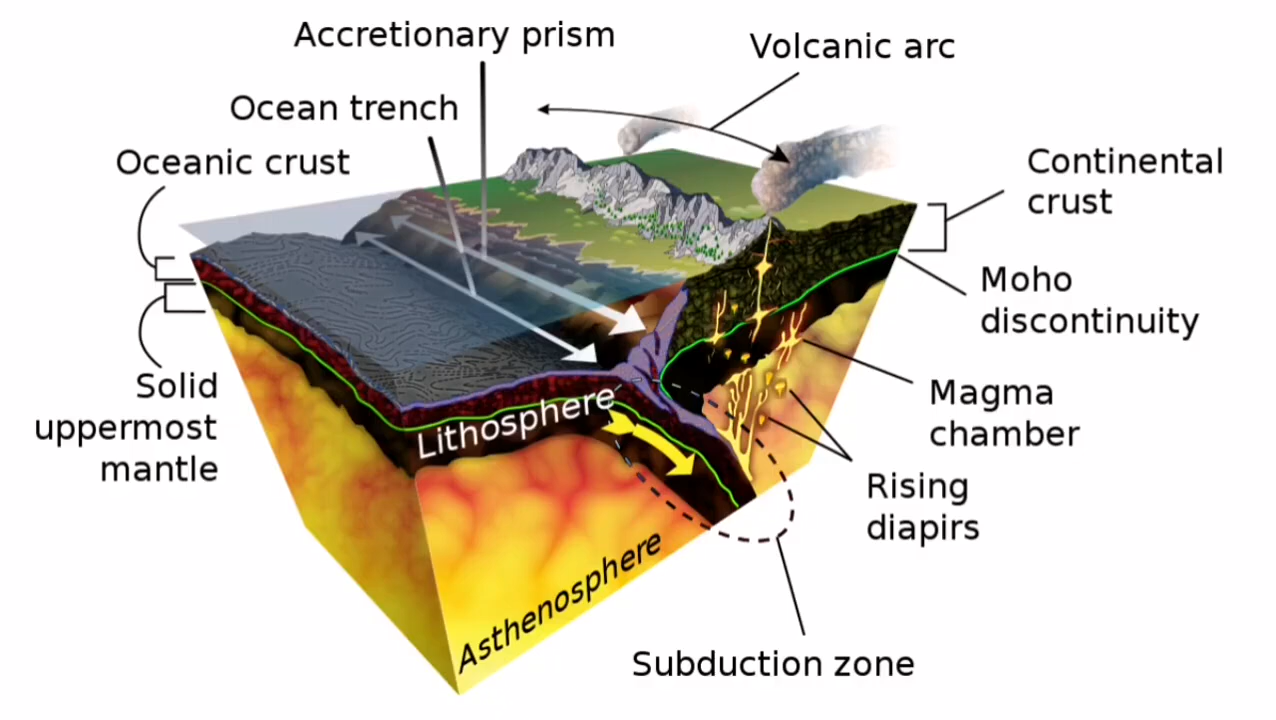 Accretionary prism
Volcanic arc
Ocean trench
Oceanic crust
Continental
crust
Moho
discontinuity
Solid
uppermost
mantle
Lithosphere
Magma
chamber
Rising
diapirs
Asthenosphere
Subduction zone